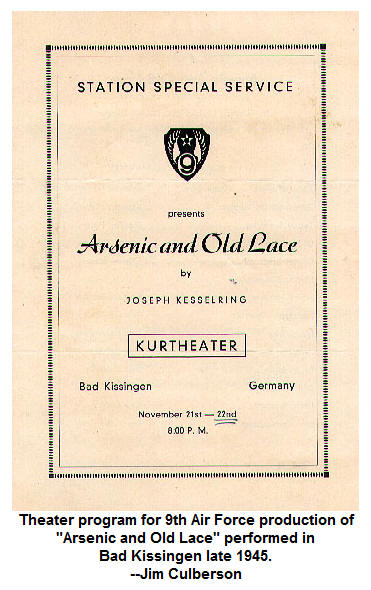 STATION SPECIAL SERVICE
9
presents
Arsenic and Old Lace
by
JOSEPH KESSELRING
KURTHEATER
Bad Kissingen Germany
November 21st — 22nd
8.00 P. M.
Theater program for 9th Air Force production of
"Arsenic and Old Lace" performed in
Bad Kissingen late 1945.
--Jim Culberson